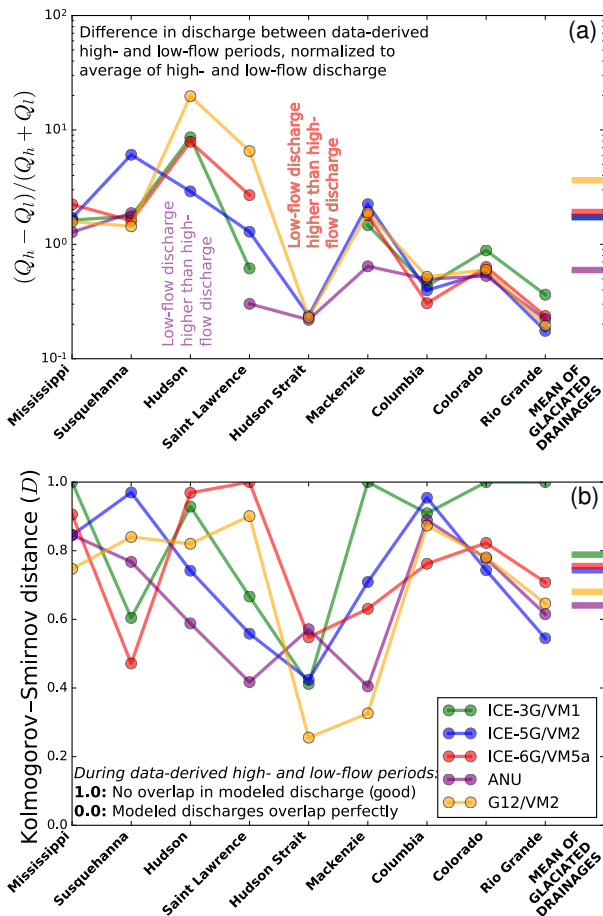 (a)
Difference in discharge between data-derived
high- and low-flow periods, normalized to
average of high- and low-flow discharge
(Q_h − Q_l)/(Q_h + Q_l)
10^2
10^1
10^0
10^-1
Low-flow discharge
higher than high-
flow discharge
Low-flow discharge
higher than high-
flow discharge
Mississippi
Susquehanna
Hudson
Saint Lawrence
Hudson Strait
Mackenzie
Columbia
Colorado
Rio Grande
MEAN OF
GLACIATED
DRAINAGES
(b)
Kolmogorov−Smirnov distance (D)
1.0
0.8
0.6
0.4
0.2
0.0
ICE-3G/VM1
ICE-5G/VM2
ICE-6G/VM5a
ANU
G12/VM2
During data-derived high- and low-flow periods:
1.0: No overlap in modeled discharge (good)
0.0: Modeled discharges overlap perfectly
Mississippi
Susquehanna
Hudson
Saint Lawrence
Hudson Strait
Mackenzie
Columbia
Colorado
Rio Grande
MEAN OF
GLACIATED
DRAINAGES